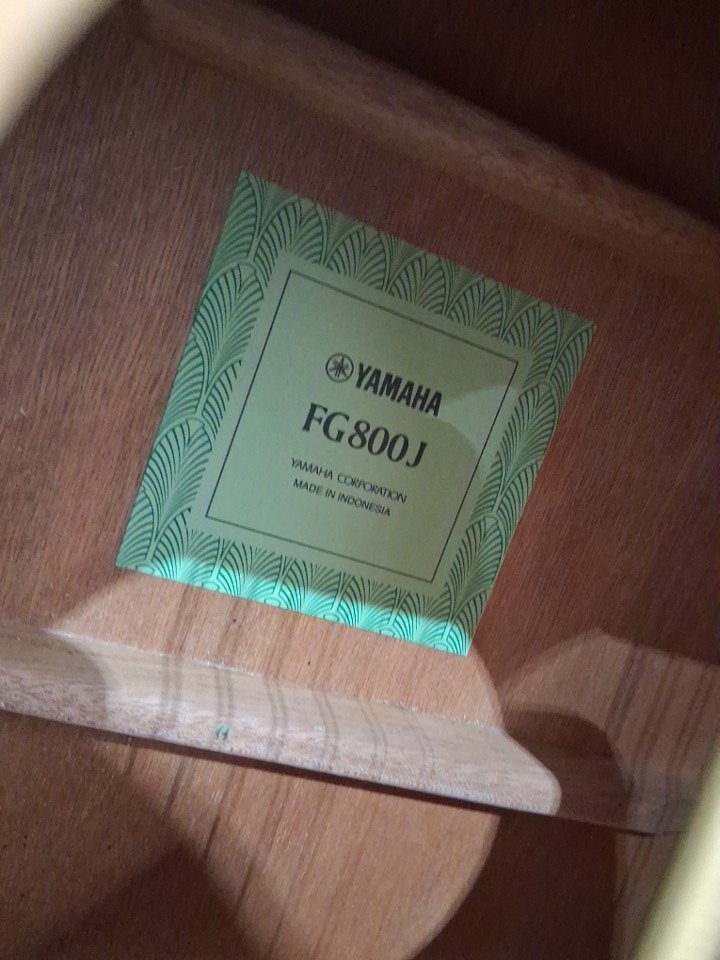 YAMAHA
FG800J
YAMAHA CORPORATION
MADE IN INDONESIA